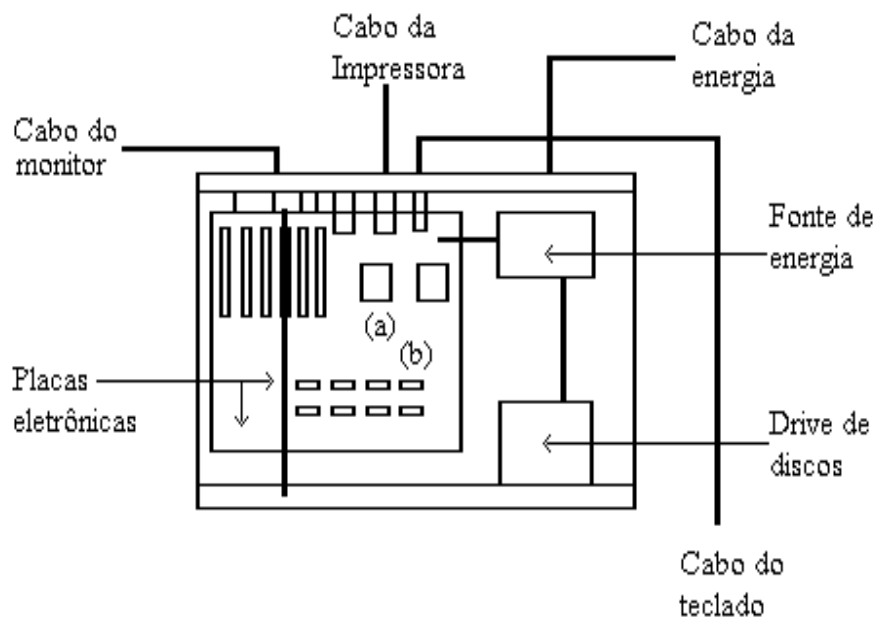 Cabo da
Impressora
Cabo da
energia
Cabo do
monitor
Fonte de
energia
(a)
(b)
Placas
eletrônicas
Drive de
discos
Cabo do
teclado